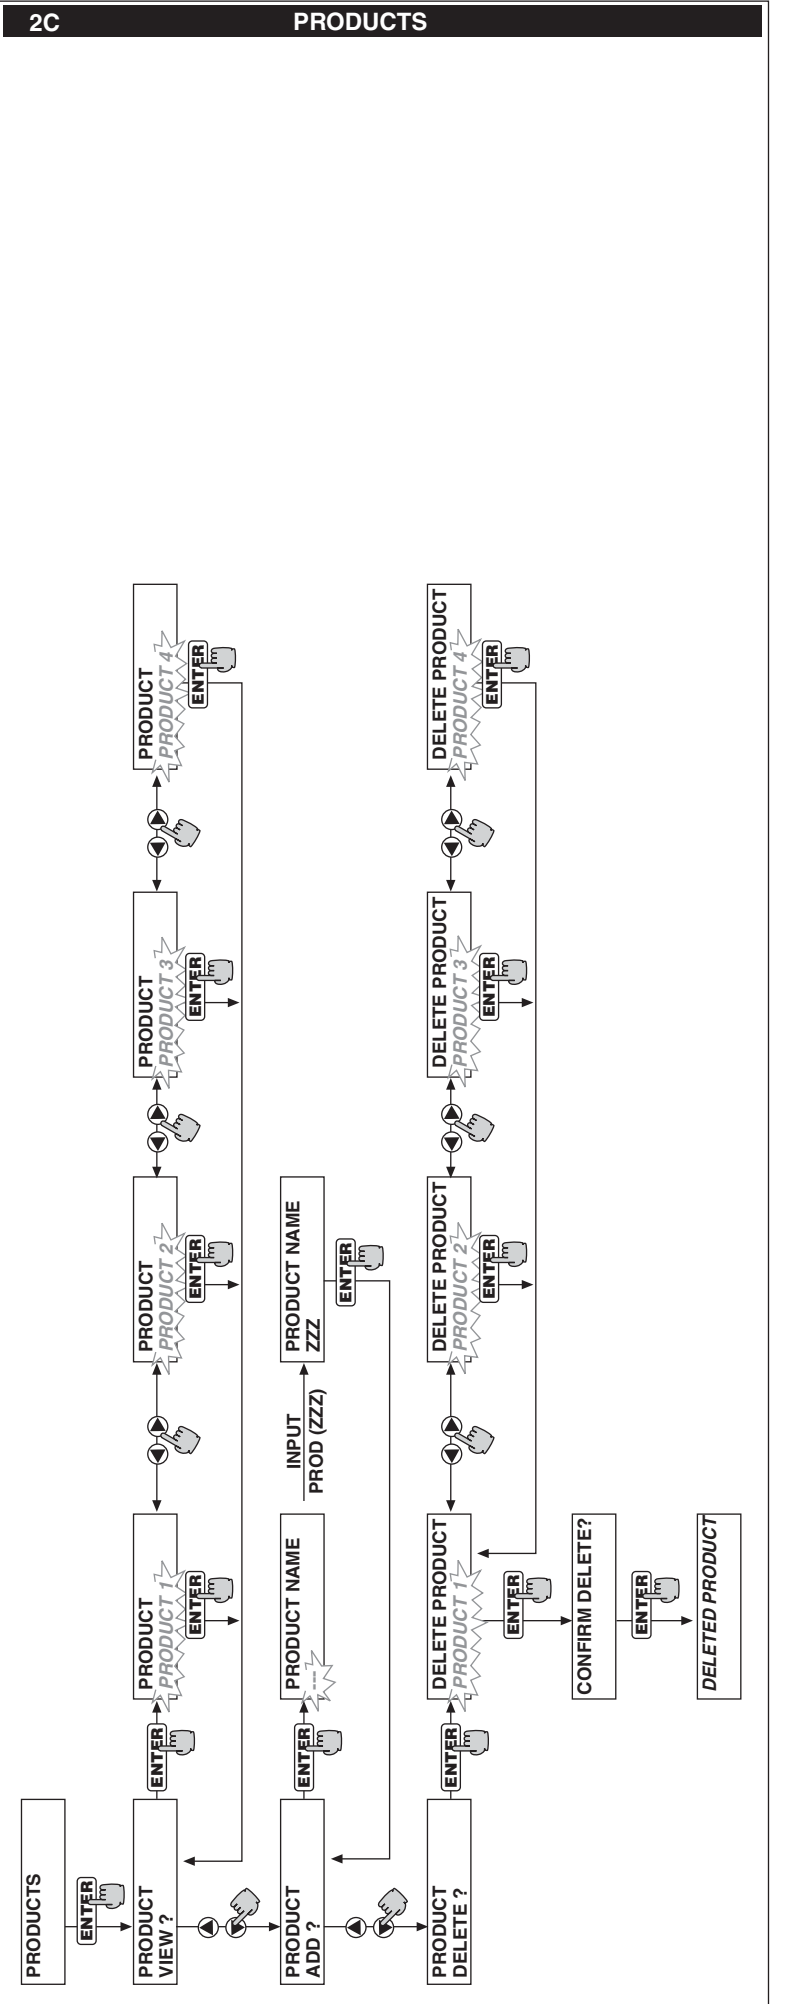 2C
PRODUCTS
PRODUCTS
ENTER
PRODUCT
VIEW ?
ENTER
PRODUCT
PRODUCT 1
ENTER
PRODUCT
PRODUCT 2
ENTER
PRODUCT
PRODUCT 3
ENTER
PRODUCT
PRODUCT 4
ENTER
PRODUCT
ADD ?
ENTER
PRODUCT NAME
---
INPUT
PROD (ZZZ)
PRODUCT NAME
ZZZ
ENTER
PRODUCT
DELETE ?
ENTER
DELETE PRODUCT
PRODUCT 1
DELETE PRODUCT
PRODUCT 2
ENTER
DELETE PRODUCT
PRODUCT 3
ENTER
DELETE PRODUCT
PRODUCT 4
ENTER
ENTER
CONFIRM DELETE?
ENTER
DELETED PRODUCT